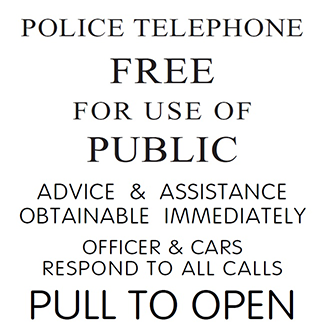 POLICE TELEPHONE
FREE
FOR USE OF
PUBLIC
ADVICE & ASSISTANCE
OBTAINABLE IMMEDIATELY
OFFICER & CARS
RESPOND TO ALL CALLS
PULL TO OPEN